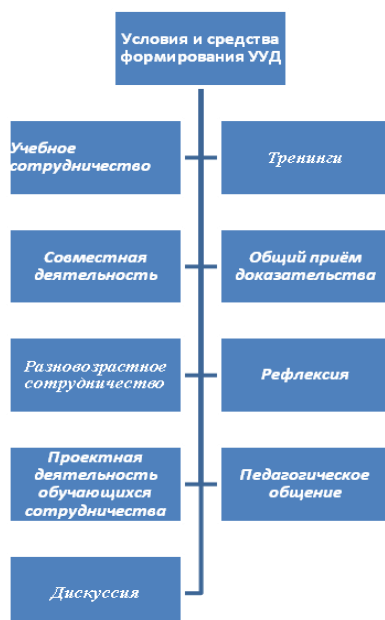 Условия и средства
формирования УУД
Учебное
сотрудничество
Тренинги
Совместная
деятельность
Общий приём
доказательства
Разновозрастное
сотрудничество
Рефлексия
Проектная
деятельность
обучающихся
сотрудничества
Педагогическое
общение
Дискуссия